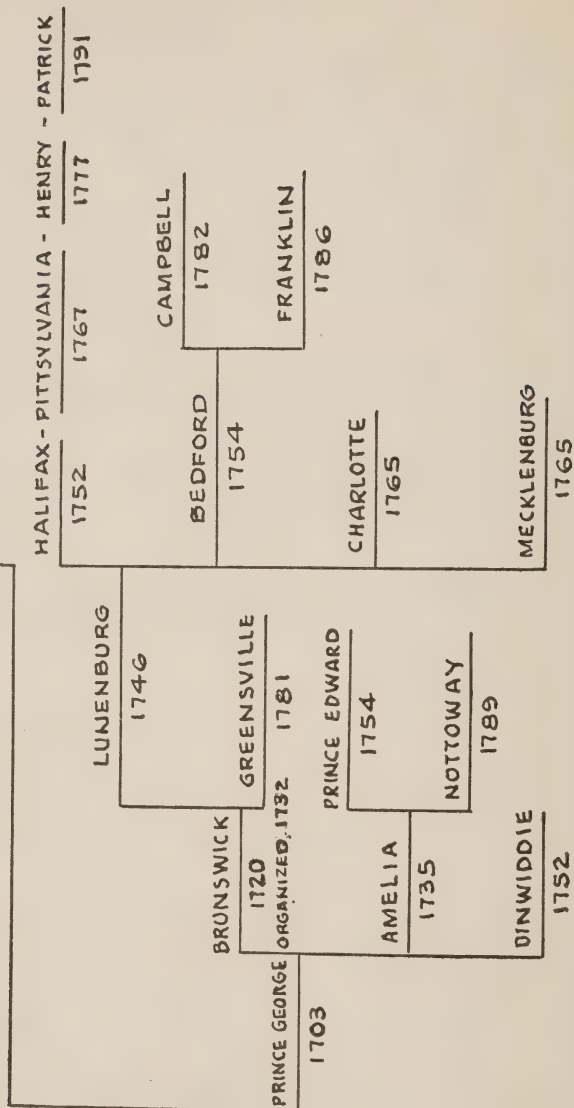 HALIFAX - PITTSYLVANIA - HENRY - PATRICK
1752 1767 1777 1791
CAMPBELL
1782
BEDFORD
1754
FRANKLIN
1786
CHARLOTTE
1765
MECKLENBURG
1765
LUNENBURG
1746
GREENSVILLE
1781
BRUNSWICK
1720
ORGANIZED, 1732
PRINCE EDWARD
1754
NOTTOWAY
1789
AMELIA
1735
DINWIDDIE
1752
PRINCE GEORGE
1703